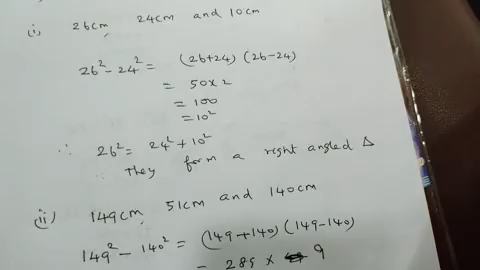 (i) 26cm, 24cm and 10cm
26² - 24² = (26+24) (26-24)
= 50 x 2
= 100
= 10²
∴ 26² = 24² + 10²
∴ They form a right angled Δ
(ii) 149cm, 51cm and 140cm
149² - 140² = (149+140) (149-140)
= 289 x 9